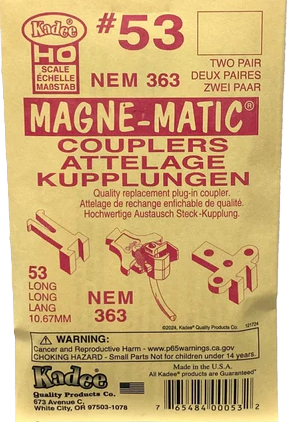 Kadee® #53
HO
SCALE
ÉCHELLE
MAßSTAB
NEM 363
TWO PAIR
DEUX PAIRES
ZWEI PAAR
MAGNE-MATIC®
COUPLERS
ATTELAGE
KUPPLUNGEN
Quality replacement plug-in coupler.
Attelage de rechange enfichable de qualité.
Hochwertige Austausch Steck-Kupplung.
53
LONG
LONG
LANG
10.67MM
NEM
363
©2024, Kadee® Quality Products Co. 121724
⚠ WARNING:
Cancer and Reproductive Harm - www.p65warnings.ca.gov
CHOKING HAZARD - Small Parts Not for children under 14 years.
Kadee®
Quality Products Co.
673 Avenue C,
White City, OR 97503-1078
Made in the U.S.A.
All Kadee® products are Guaranteed"
7 65484 00053 2